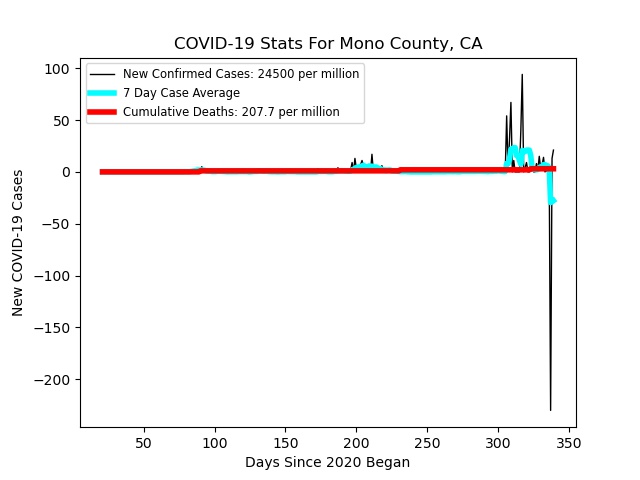 COVID-19 Stats For Mono County, CA
New Confirmed Cases: 24500 per million
7 Day Case Average
Cumulative Deaths: 207.7 per million
New COVID-19 Cases
100
50
0
−50
−100
−150
−200
50 100 150 200 250 300 350
Days Since 2020 Began